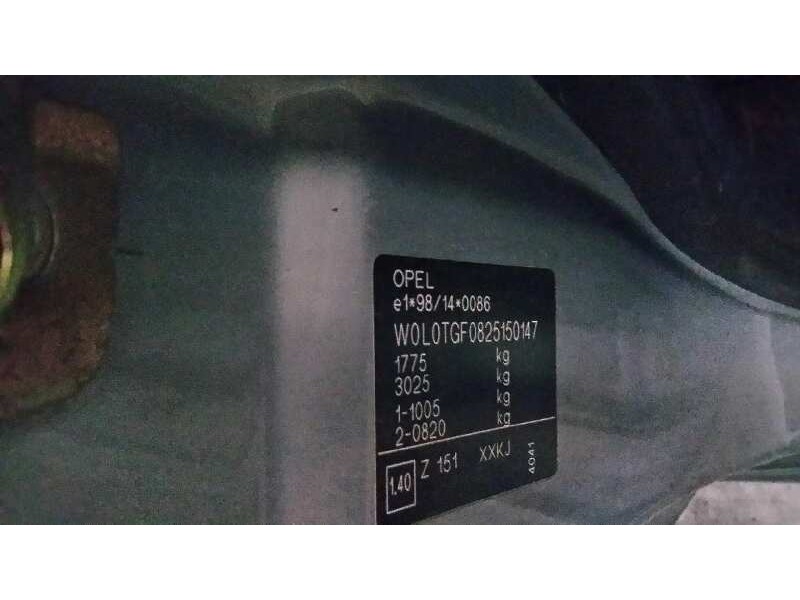 OPEL
e1*98/14*0086
W0L0TGF0825150147
1775 kg
3025 kg
1-1005 kg
2-0820 kg
1.40 Z 151 XXKJ 4041